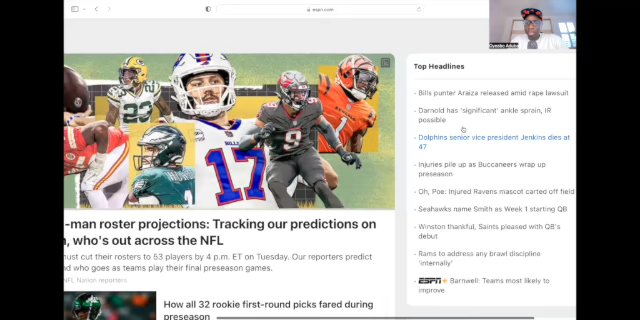 espn.com
Oyedro Adubo
23
17
9
1
-man roster projections: Tracking our predictions on
, who's out across the NFL
must cut their rosters to 53 players by 4 p.m. ET on Tuesday. Our reporters predict
nd who goes as teams play their final preseason games.
NFL Nation reporters
How all 32 rookie first-round picks fared during
preseason
Top Headlines
Bills punter Araiza released amid rape lawsuit
Darnold has 'significant' ankle sprain, IR
possible
Dolphins senior vice president Jenkins dies at
47
Injuries pile up as Buccaneers wrap up
preseason
Oh, Poe: Injured Ravens mascot carted off field
Seahawks name Smith as Week 1 starting QB
Winston thankful, Saints pleased with QB's
debut
Rams to address any brawl discipline
'internally'
ESPN+ Barnwell: Teams most likely to
improve